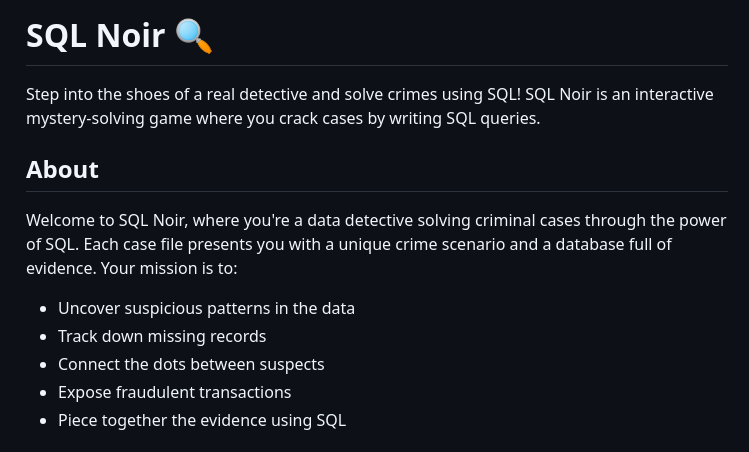 SQL Noir 🔍
Step into the shoes of a real detective and solve crimes using SQL! SQL Noir is an interactive
mystery-solving game where you crack cases by writing SQL queries.
About
Welcome to SQL Noir, where you're a data detective solving criminal cases through the power
of SQL. Each case file presents you with a unique crime scenario and a database full of
evidence. Your mission is to:
• Uncover suspicious patterns in the data
• Track down missing records
• Connect the dots between suspects
• Expose fraudulent transactions
• Piece together the evidence using SQL